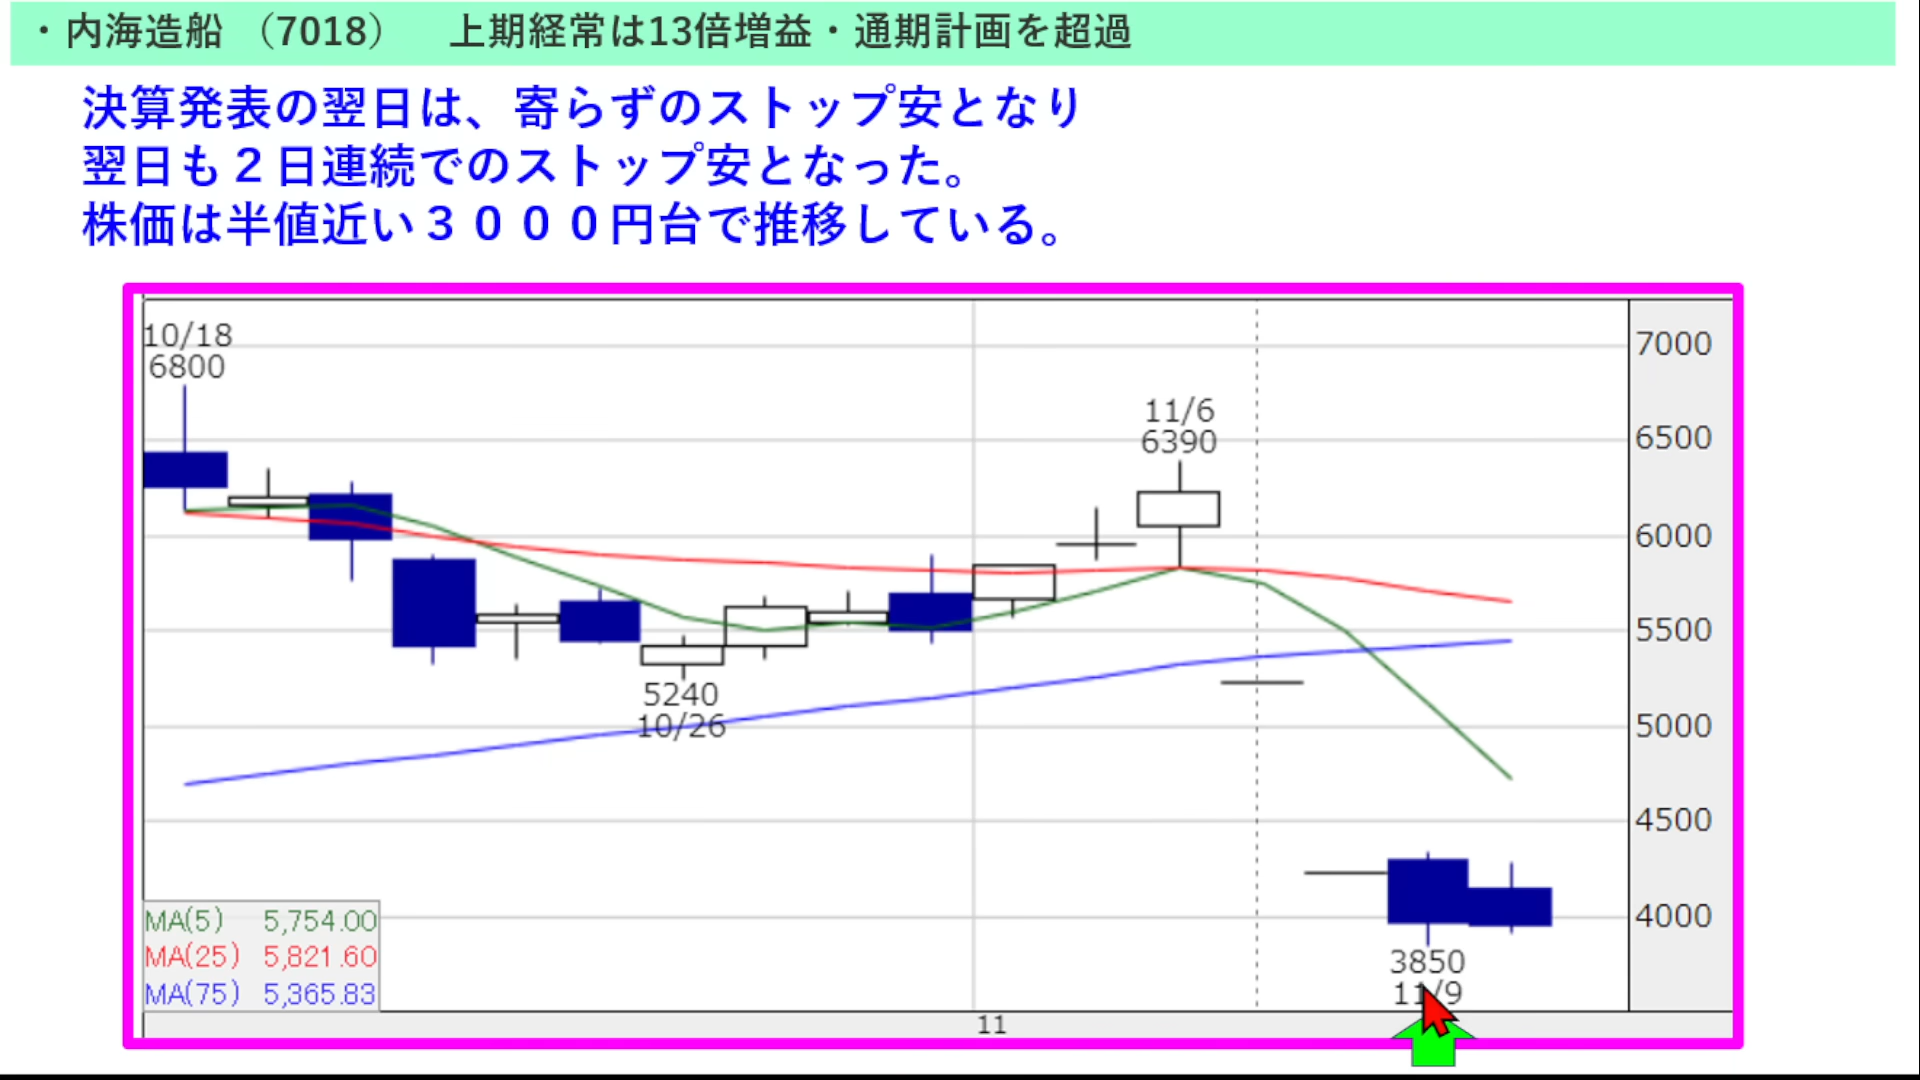 ・内海造船 （7018） 上期経常は13倍増益・通期計画を超過
決算発表の翌日は、寄らずのストップ安となり
翌日も２日連続でのストップ安となった。
株価は半値近い３０００円台で推移している。
10/18
6800
7000
11/6
6390
6500
6000
5500
5240
10/26
5000
4500
4000
MA(5) 5,754.00
MA(25) 5,821.60
MA(75) 5,365.83
3850
11/9
11